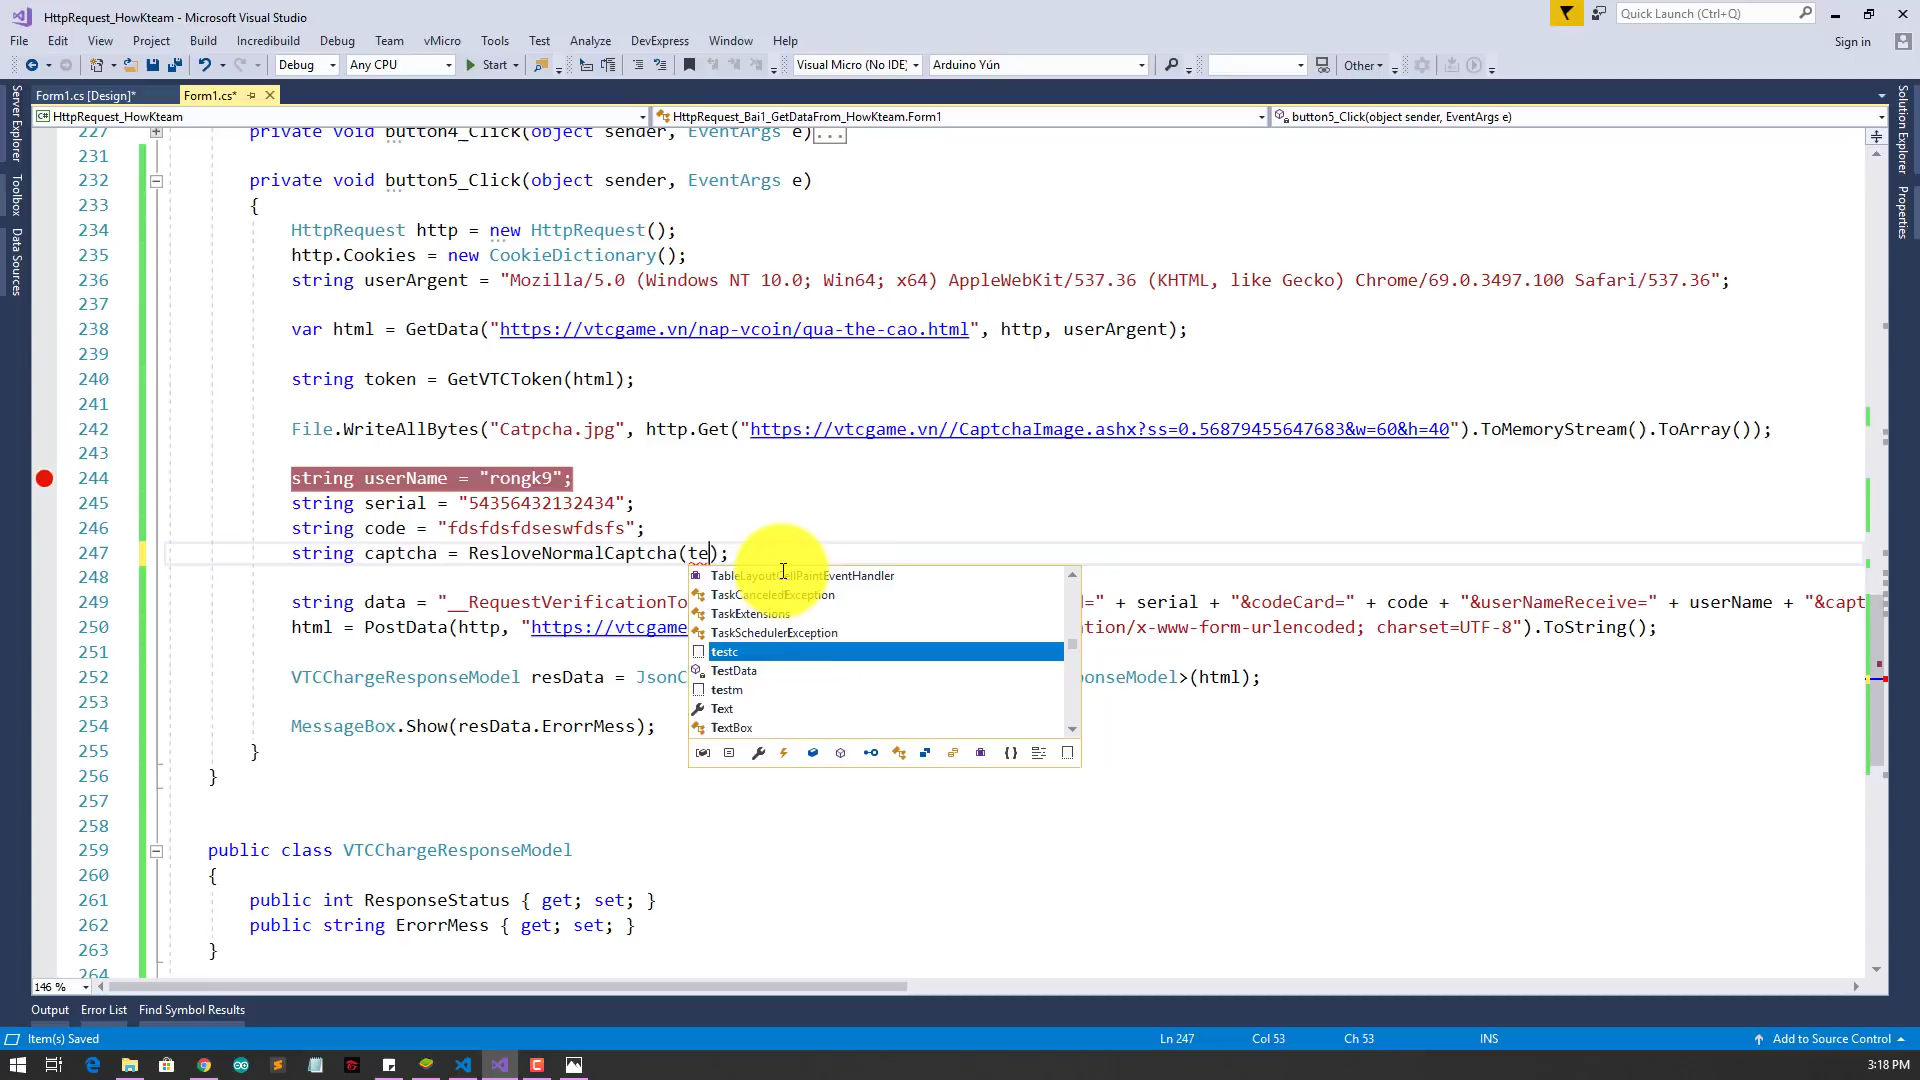 HttpRequest_HowKteam - Microsoft Visual Studio
Quick Launch (Ctrl+Q)
File Edit View Project Build Incredibuild Debug Team vMicro Tools Test Analyze DevExpress Window Help
Sign in
Debug Any CPU Start Visual Micro (No IDE) Arduino Yún Other
Form1.cs [Design]* Form1.cs*
HttpRequest_HowKteam HttpRequest_Bai1_GetDataFrom_HowKteam.Form1 button5_Click(object sender, EventArgs e)
Server Explorer
Toolbox
Data Sources
Solution Explorer
Properties
227 private void button4_Click(object sender, EventArgs e)...
231
232 private void button5_Click(object sender, EventArgs e)
233 {
234 HttpRequest http = new HttpRequest();
235 http.Cookies = new CookieDictionary();
236 string userArgent = "Mozilla/5.0 (Windows NT 10.0; Win64; x64) AppleWebKit/537.36 (KHTML, like Gecko) Chrome/69.0.3497.100 Safari/537.36";
237
238 var html = GetData("https://vtcgame.vn/nap-vcoin/qua-the-cao.html", http, userArgent);
239
240 string token = GetVTCToken(html);
241
242 File.WriteAllBytes("Catpcha.jpg", http.Get("https://vtcgame.vn//CaptchaImage.ashx?ss=0.56879455647683&w=60&h=40").ToMemoryStream().ToArray());
243
244 string userName = "rongk9";
245 string serial = "54356432132434";
246 string code = "fdsfdsfdseswfdsfs";
247 string captcha = ResloveNormalCaptcha(te);
248
TableLayoutCellPaintEventHandler
TaskCanceledException
TaskExtensions
TaskSchedulerException
testc
TestData
testm
Text
TextBox
249 string data = "__RequestVerificationTo =" + serial + "&codeCard=" + code + "&userNameReceive=" + userName + "&capt
250 html = PostData(http, "https://vtcgame ation/x-www-form-urlencoded; charset=UTF-8").ToString();
251
252 VTCChargeResponseModel resData = JsonC onseModel>(html);
253
254 MessageBox.Show(resData.ErorrMess);
255 }
256 }
257
258
259 public class VTCChargeResponseModel
260 {
261 public int ResponseStatus { get; set; }
262 public string ErorrMess { get; set; }
263 }
264
146 %
Output Error List Find Symbol Results
Item(s) Saved Ln 247 Col 53 Ch 53 INS Add to Source Control
3:18 PM